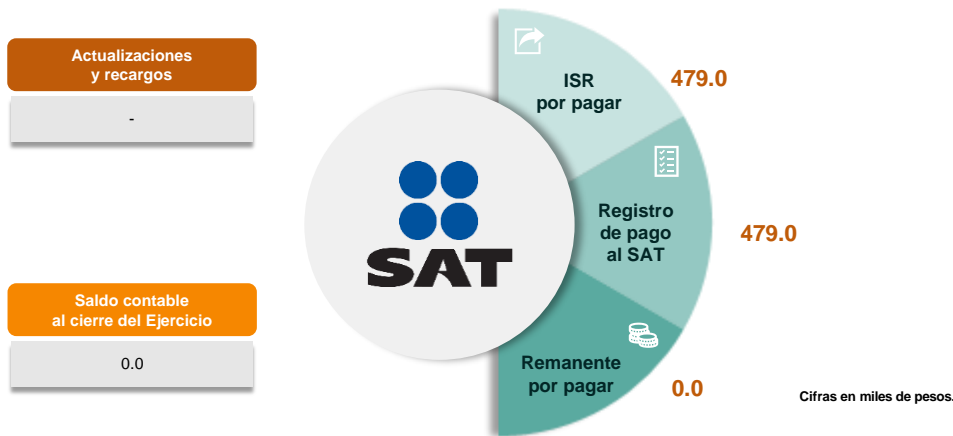 Actualizaciones
y recargos
-
ISR
por pagar
479.0
SAT
Registro
de pago
al SAT
479.0
Saldo contable
al cierre del Ejercicio
0.0
Remanente
por pagar
0.0
Cifras en miles de pesos.